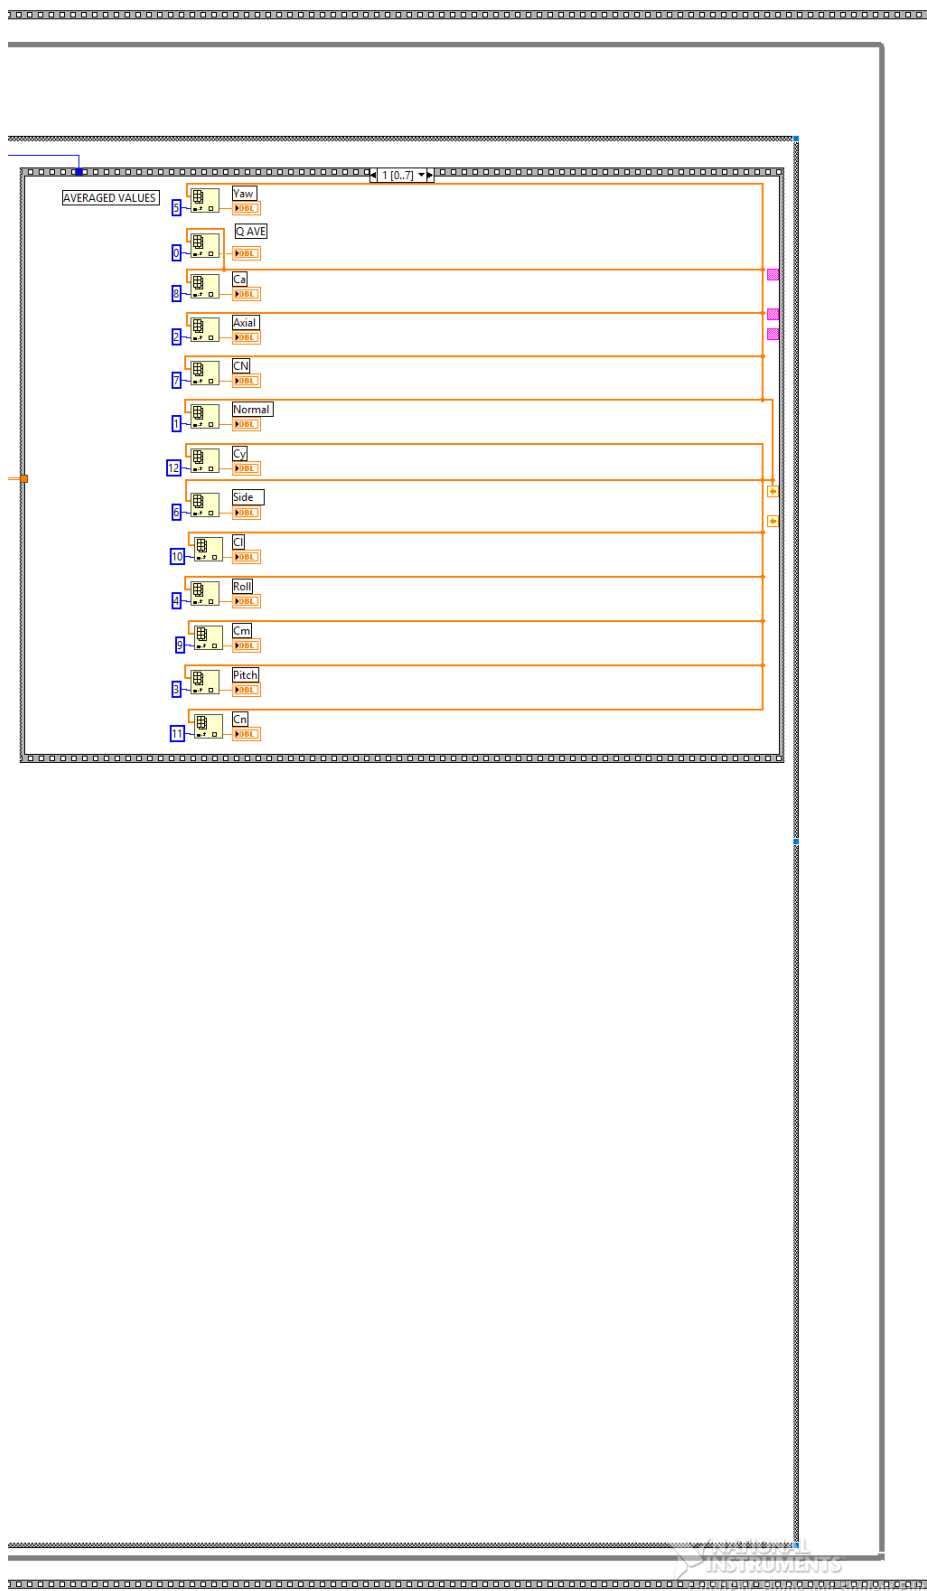 1 [0..7]
AVERAGED VALUES
Yaw
5
DBL
Q AVE
0
DBL
Ca
8
DBL
Axial
2
DBL
CN
7
DBL
Normal
1
DBL
Cy
12
DBL
Side
6
DBL
Cl
10
DBL
Roll
4
DBL
Cm
9
DBL
Pitch
3
DBL
Cn
11
DBL
NATIONAL
INSTRUMENTS